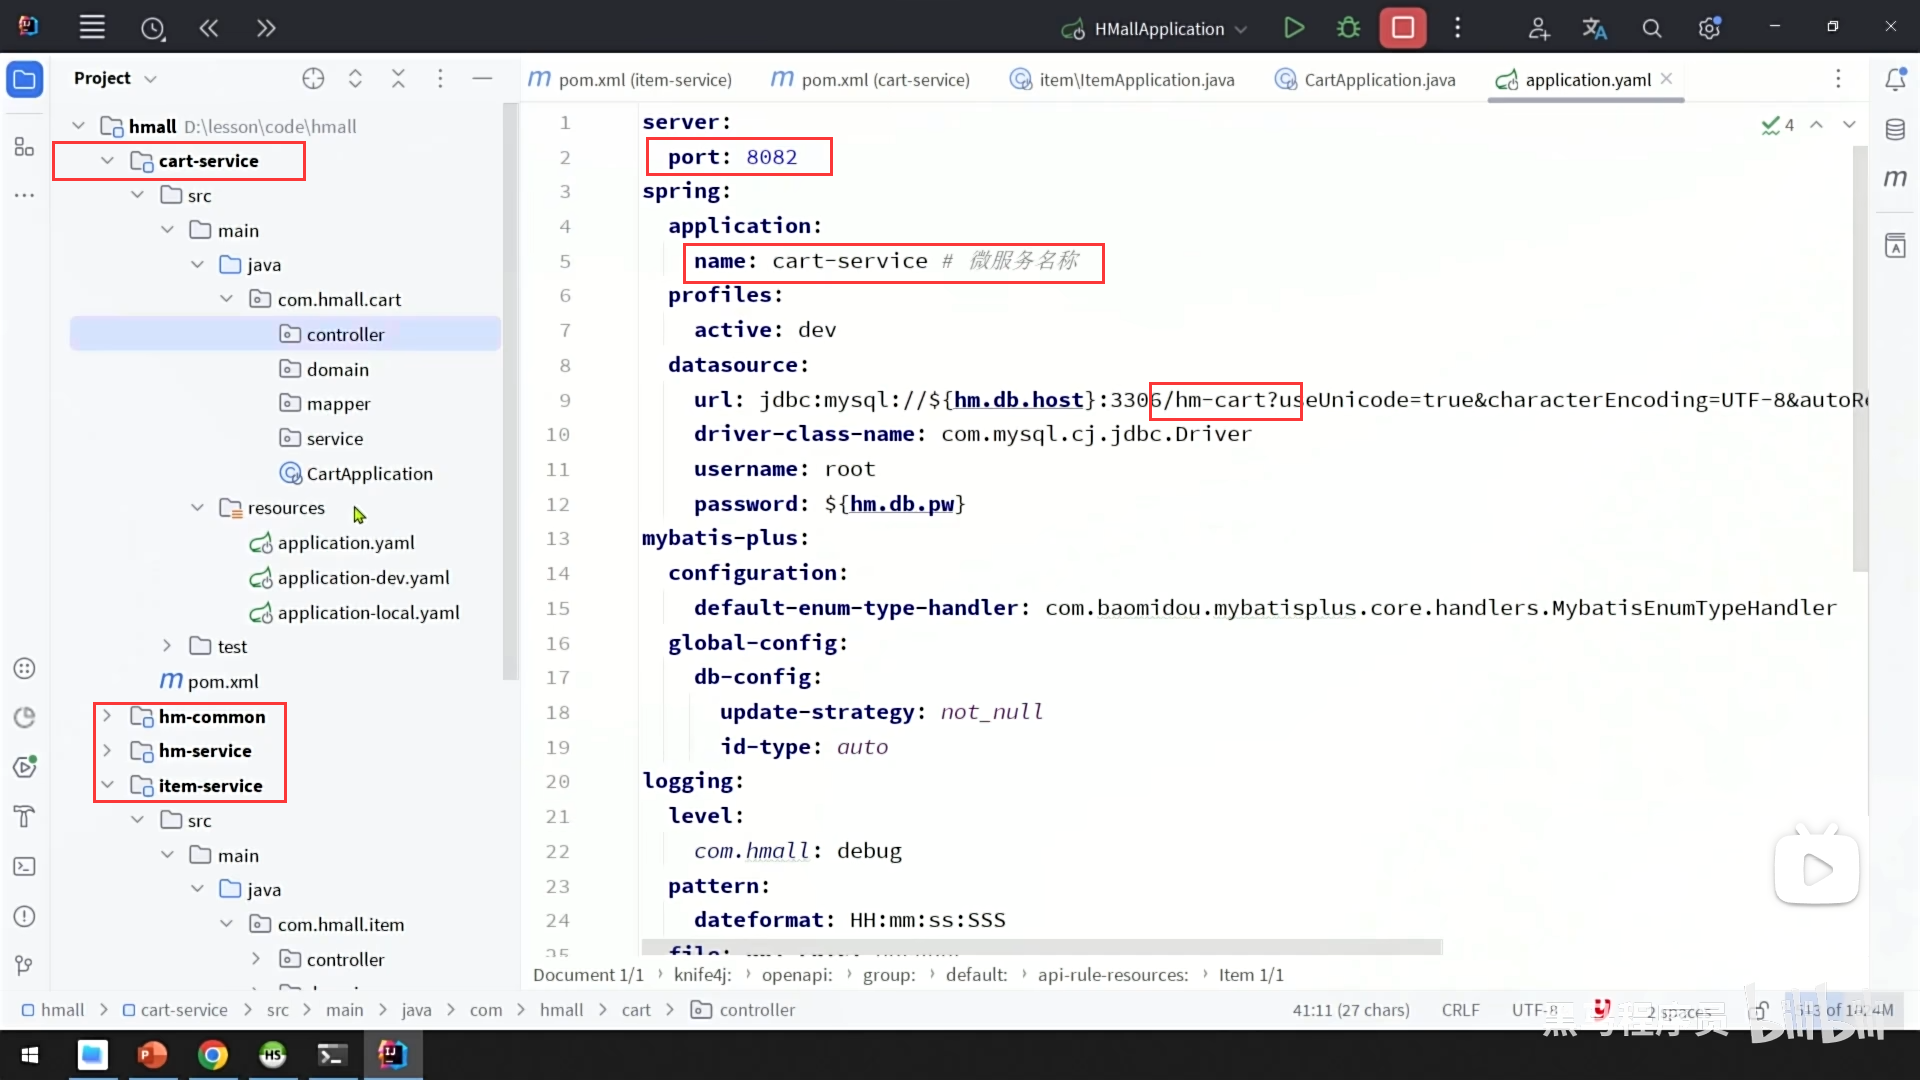 HMallApplication
Project
pom.xml (item-service)
pom.xml (cart-service)
item\ItemApplication.java
CartApplication.java
application.yaml
hmall D:\lesson\code\hmall
cart-service
src
main
java
com.hmall.cart
controller
domain
mapper
service
CartApplication
resources
application.yaml
application-dev.yaml
application-local.yaml
test
pom.xml
hm-common
hm-service
item-service
src
main
java
com.hmall.item
controller
4
1 server:
2 port: 8082
3 spring:
4 application:
5 name: cart-service # 微服务名称
6 profiles:
7 active: dev
8 datasource:
9 url: jdbc:mysql://${hm.db.host}:3306/hm-cart?useUnicode=true&characterEncoding=UTF-8&autoRe
10 driver-class-name: com.mysql.cj.jdbc.Driver
11 username: root
12 password: ${hm.db.pw}
13 mybatis-plus:
14 configuration:
15 default-enum-type-handler: com.baomidou.mybatisplus.core.handlers.MybatisEnumTypeHandler
16 global-config:
17 db-config:
18 update-strategy: not_null
19 id-type: auto
20 logging:
21 level:
22 com.hmall: debug
23 pattern:
24 dateformat: HH:mm:ss:SSS
25 file:
Document 1/1 › knife4j: › openapi: › group: › default: › api-rule-resources: › Item 1/1
hmall > cart-service > src > main > java > com > hmall > cart > controller
41:11 (27 chars)
CRLF
UTF-8
2 spaces
黑马程序员
bilibili